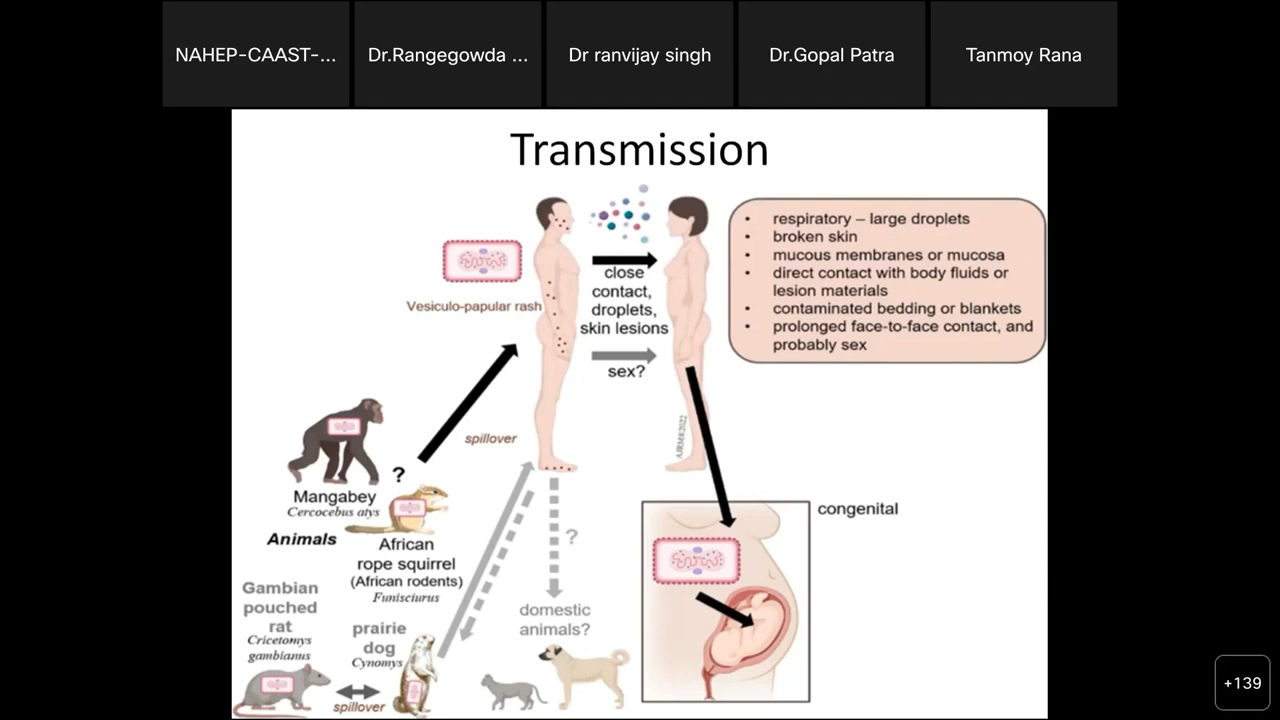 NAHEP-CAAST-...
Dr.Rangegowda ...
Dr ranvijay singh
Dr.Gopal Patra
Tanmoy Rana
Transmission
• respiratory – large droplets
• broken skin
• mucous membranes or mucosa
• direct contact with body fluids or
lesion materials
• contaminated bedding or blankets
• prolonged face-to-face contact, and
probably sex
Vesiculo-papular rash
close
contact,
droplets,
skin lesions
sex?
spillover
AJRMR2022
?
Mangabey
Cercocebus atys
Animals
African
rope squirrel
(African rodents)
Funisciurus
Gambian
pouched
rat
Cricetomys
gambianus
prairie
dog
Cynomys
spillover
?
domestic
animals?
congenital
+139